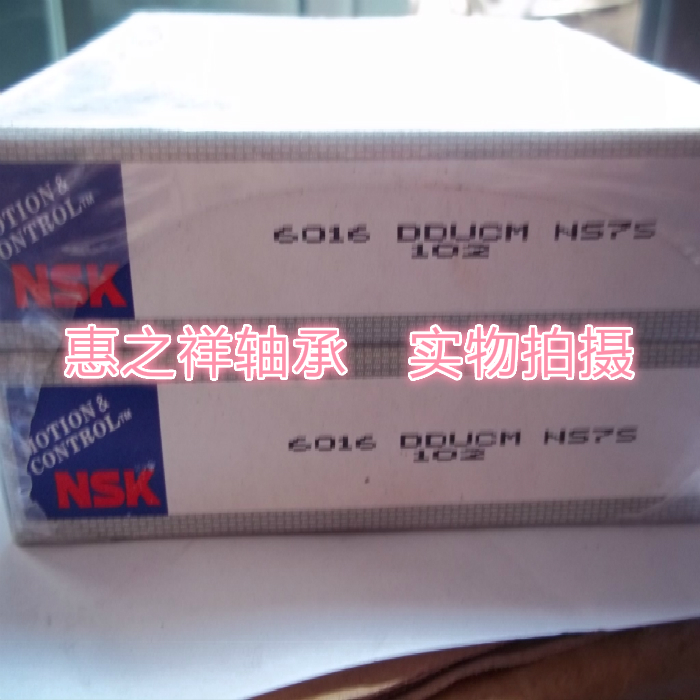 MOTION &
CONTROL™
NSK
6016 DDUCM NS7S
102
惠之祥轴承 实物拍摄
MOTION &
CONTROL™
NSK
6016 DDUCM NS7S
102